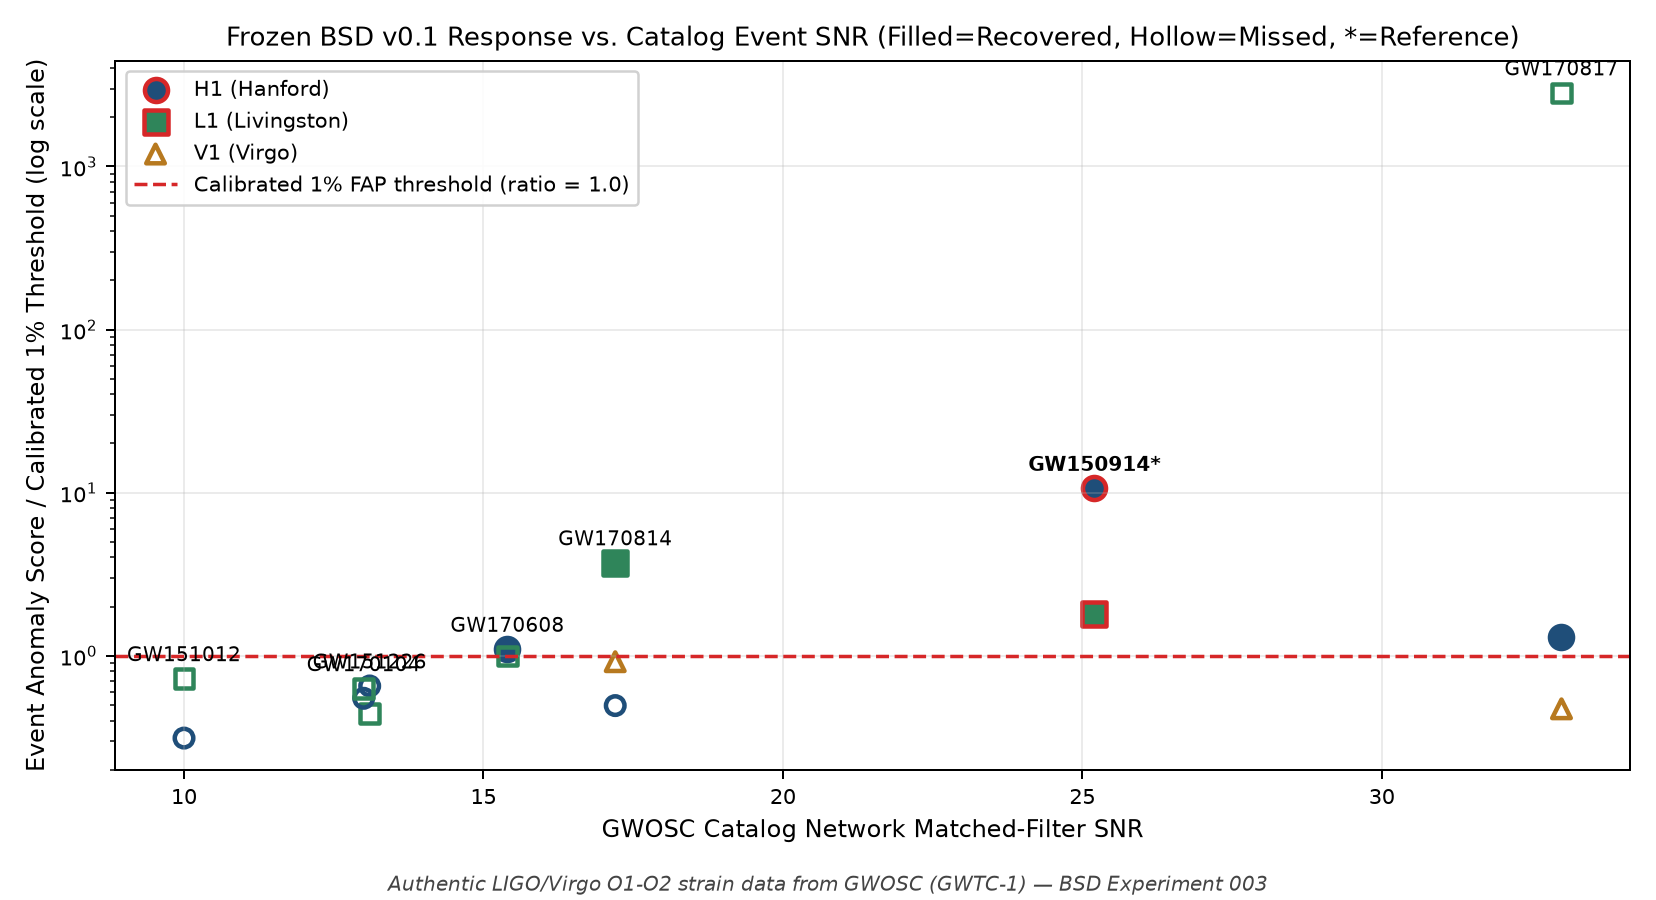 Frozen BSD v0.1 Response vs. Catalog Event SNR (Filled=Recovered, Hollow=Missed, *=Reference)
Event Anomaly Score / Calibrated 1% Threshold (log scale)
H1 (Hanford)
L1 (Livingston)
V1 (Virgo)
Calibrated 1% FAP threshold (ratio = 1.0)
GW170817
10³
10²
GW150914*
10¹
GW170814
GW170608
10⁰
GW151012
GW151226
GW170104
10
15
20
25
30
GWOSC Catalog Network Matched-Filter SNR
Authentic LIGO/Virgo O1-O2 strain data from GWOSC (GWTC-1) — BSD Experiment 003